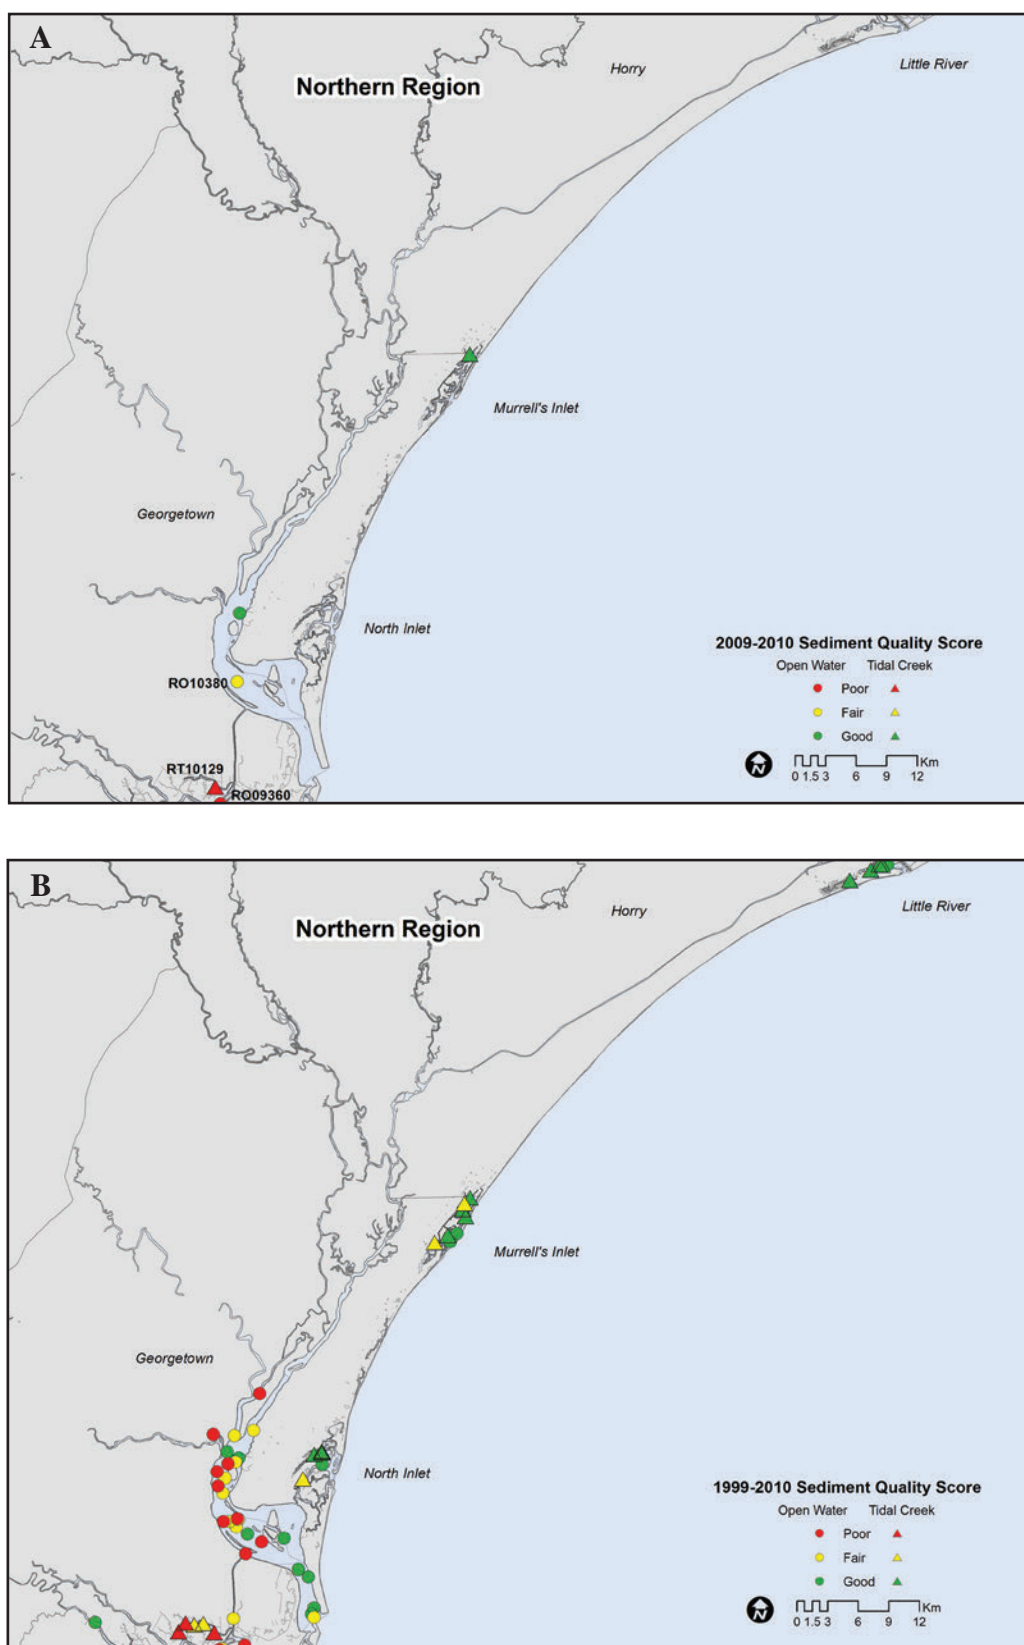 A
Northern Region
Horry
Little River
Murrell's Inlet
Georgetown
North Inlet
RO10380
RT10129
RO09360
2009-2010 Sediment Quality Score
Open Water Tidal Creek
Poor
Fair
Good
N
0 1.5 3 6 9 12 Km
B
Northern Region
Horry
Little River
Murrell's Inlet
Georgetown
North Inlet
1999-2010 Sediment Quality Score
Open Water Tidal Creek
Poor
Fair
Good
N
0 1.5 3 6 9 12 Km